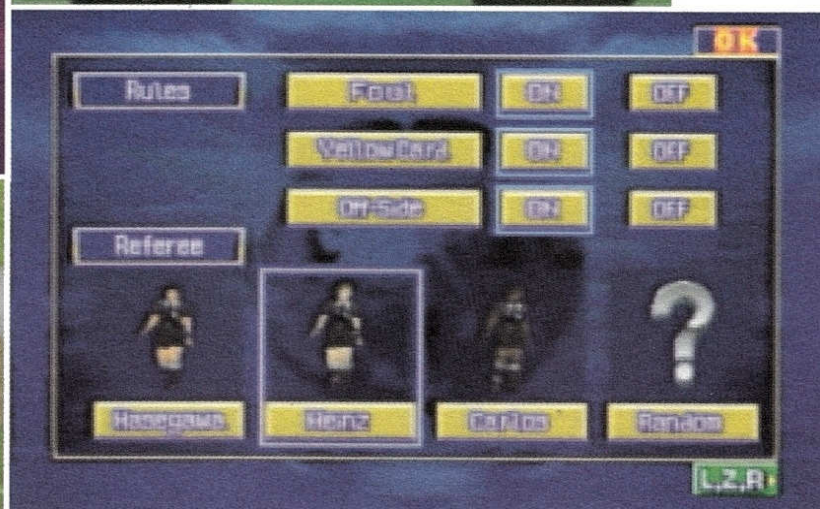 OK
Rules Foul ON OFF
Yellow Card ON OFF
Off-Side ON OFF
Referee
?
Hasegawa Heinz Carlos Random
L,Z,R